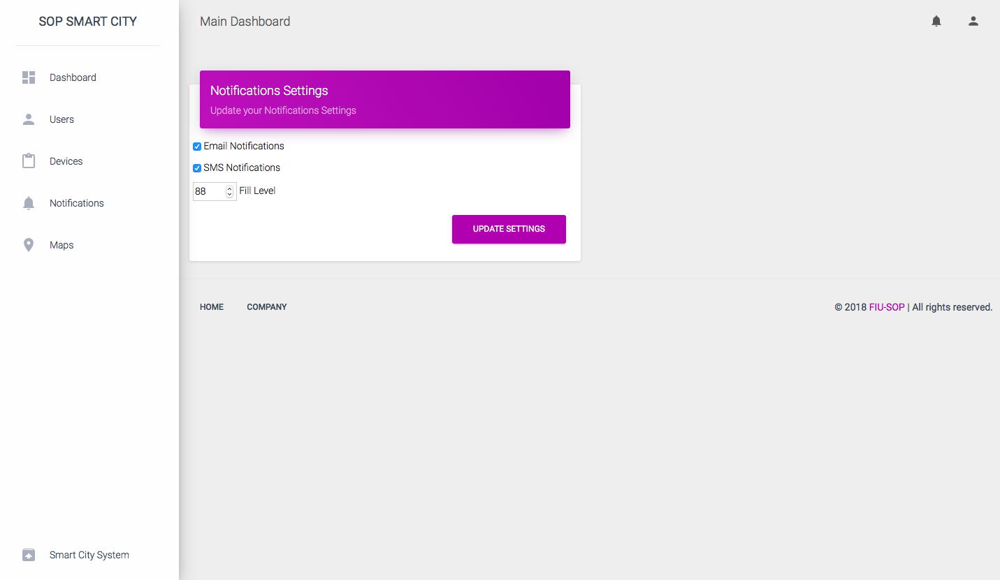 SOP SMART CITY
Main Dashboard
Dashboard
Users
Devices
Notifications
Maps
Smart City System
Notifications Settings
Update your Notifications Settings
Email Notifications
SMS Notifications
88 Fill Level
UPDATE SETTINGS
HOME COMPANY © 2018 FIU-SOP | All rights reserved.